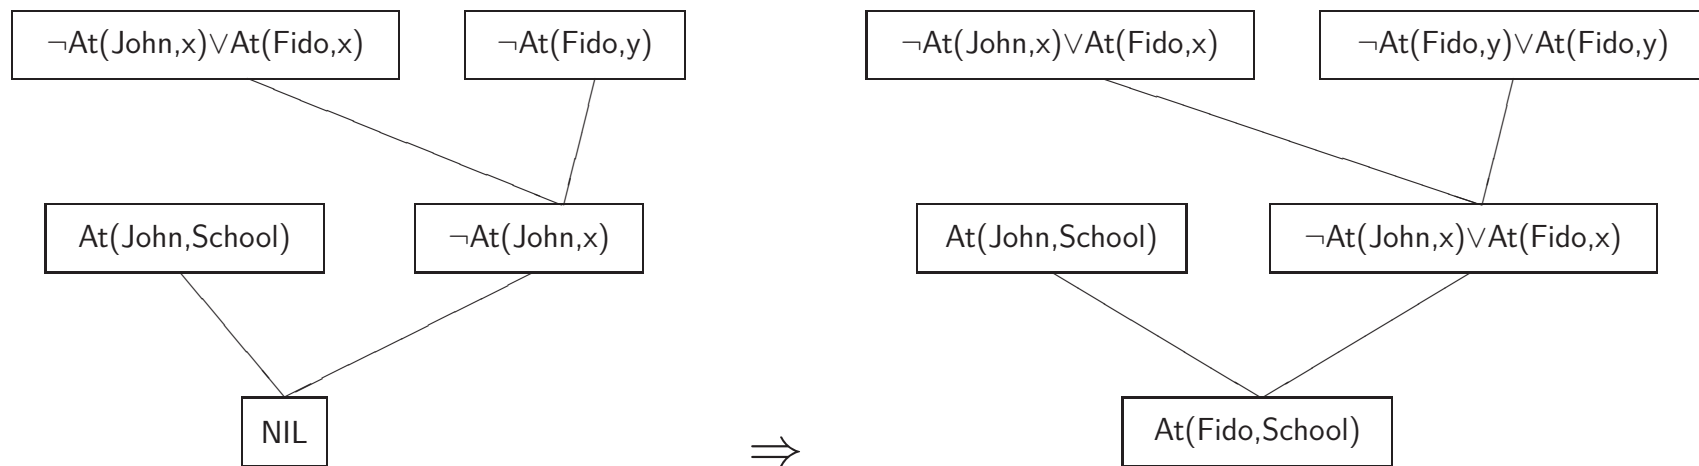 ¬At(John,x)∨At(Fido,x)
¬At(Fido,y)
At(John,School)
¬At(John,x)
NIL
⇒
¬At(John,x)∨At(Fido,x)
¬At(Fido,y)∨At(Fido,y)
At(John,School)
¬At(John,x)∨At(Fido,x)
At(Fido,School)